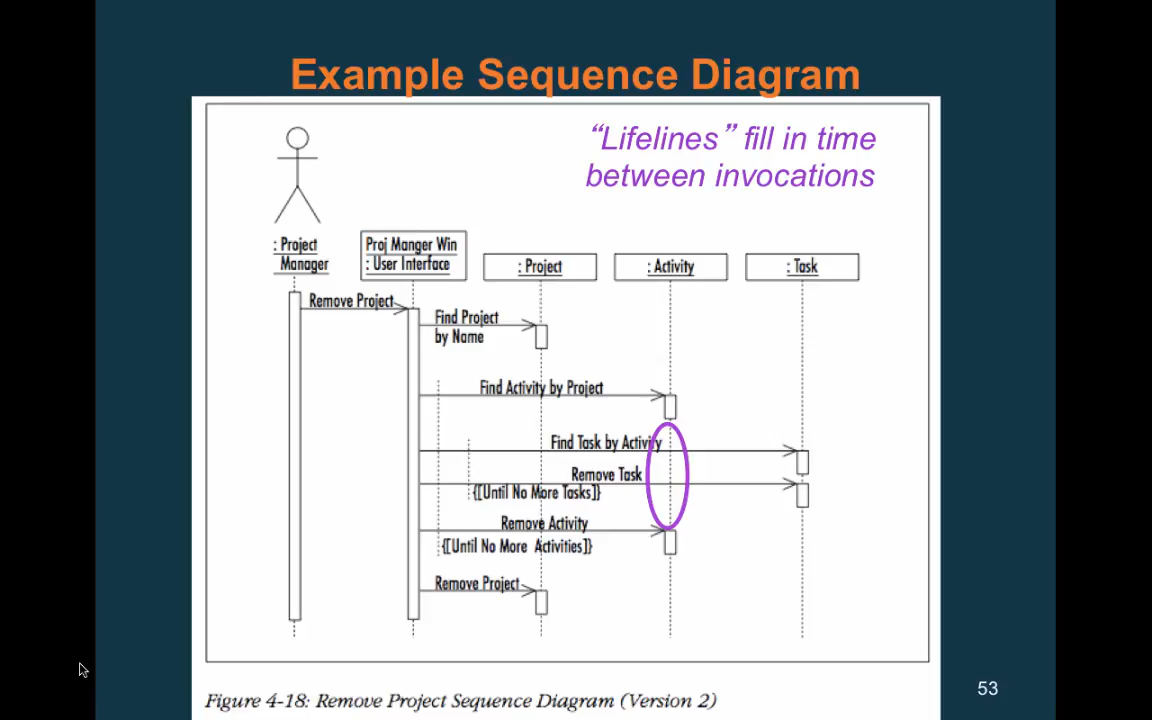 Example Sequence Diagram
“Lifelines” fill in time
between invocations
: Project
Manager
Proj Manger Win
: User Interface
: Project
: Activity
: Task
Remove Project
Find Project
by Name
Find Activity by Project
Find Task by Activity
Remove Task
{[Until No More Tasks]}
Remove Activity
{[Until No More Activities]}
Remove Project
Figure 4-18: Remove Project Sequence Diagram (Version 2)
53